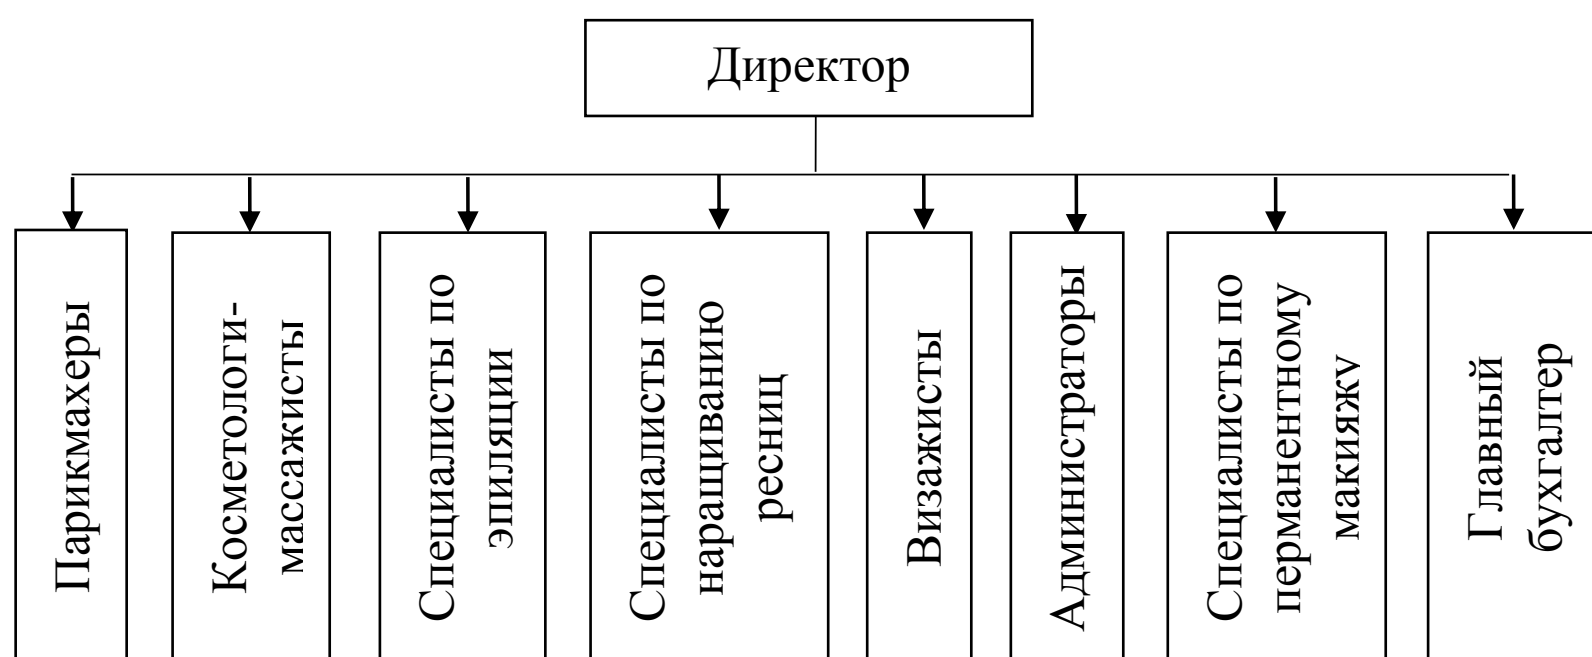 Директор
Парикмахеры
Косметологи-
массажисты
Специалисты по
эпиляции
Специалисты по
наращиванию
ресниц
Визажисты
Администраторы
Специалисты по
перманентному
макияжу
Главный
бухгалтер